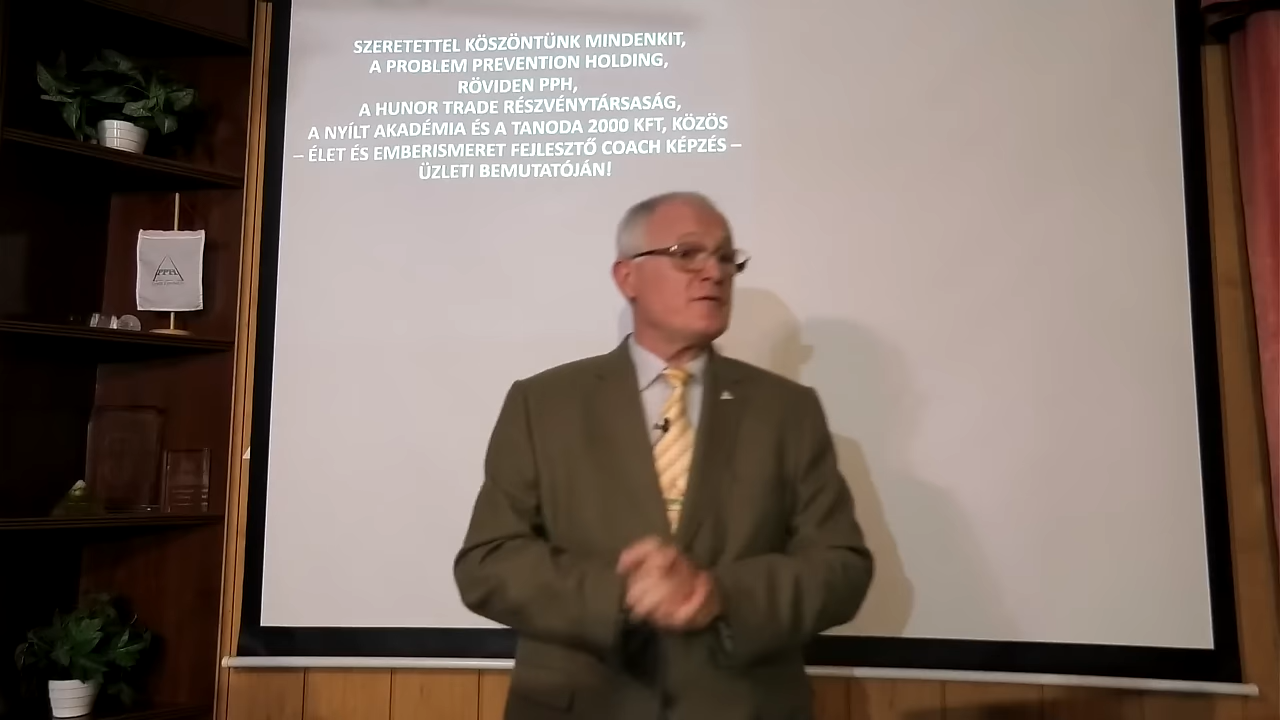 SZERETETTEL KÖSZÖNTÜNK MINDENKIT,
A PROBLEM PREVENTION HOLDING,
RÖVIDEN PPH,
A HUNOR TRADE RÉSZVÉNYTÁRSASÁG,
A NYÍLT AKADÉMIA ÉS A TANODA 2000 KFT, KÖZÖS
– ÉLET ÉS EMBERISMERET FEJLESZTŐ COACH KÉPZÉS –
ÜZLETI BEMUTATÓJÁN!
PPH